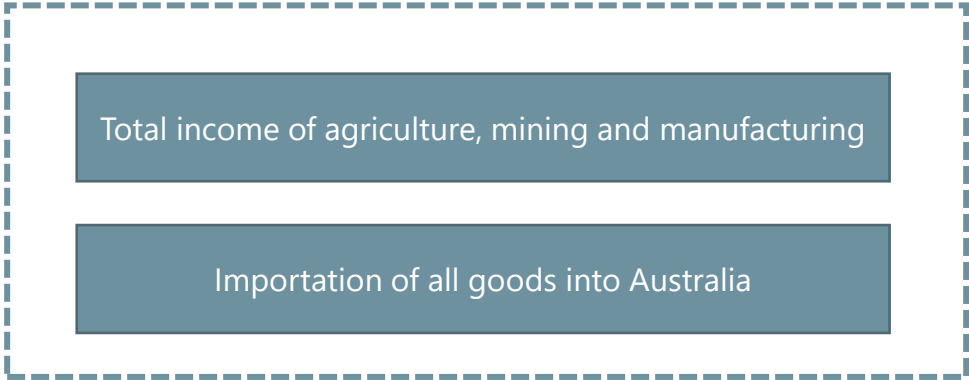 Total income of agriculture, mining and manufacturing
Importation of all goods into Australia